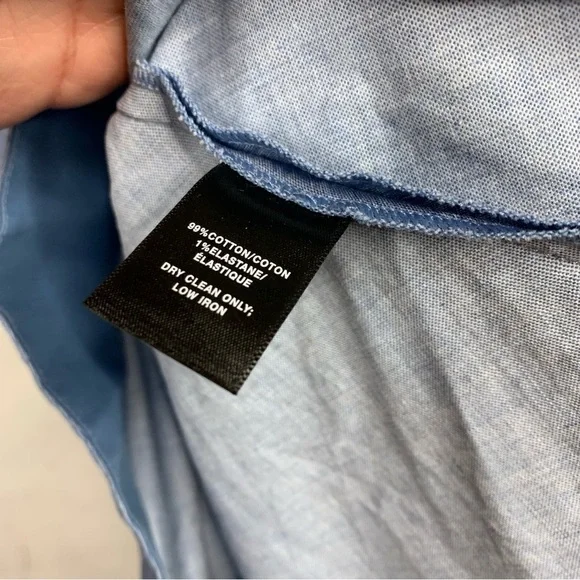 99%COTTON/COTON
1%ELASTANE/
ÉLASTIQUE
DRY CLEAN ONLY;
LOW IRON